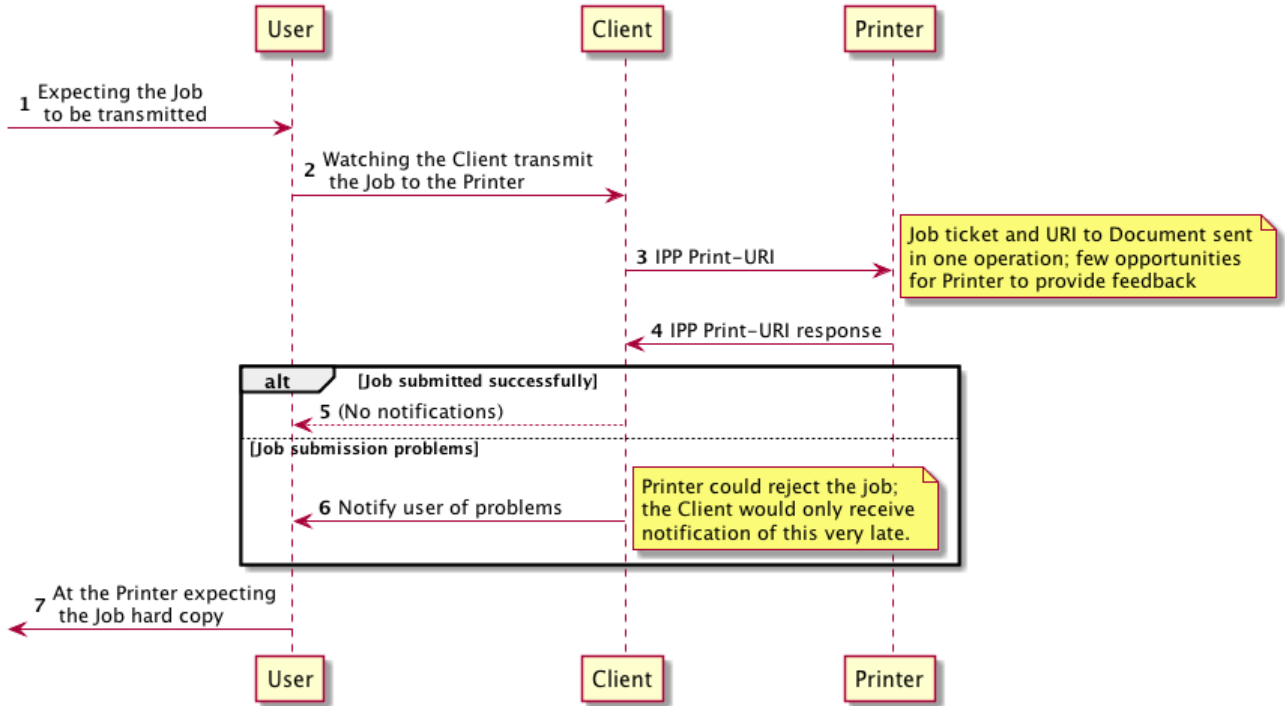 User
Client
Printer
1 Expecting the Job
to be transmitted
2 Watching the Client transmit
the Job to the Printer
3 IPP Print-URI
Job ticket and URI to Document sent
in one operation; few opportunities
for Printer to provide feedback
4 IPP Print-URI response
alt [Job submitted successfully]
5 (No notifications)
[Job submission problems]
6 Notify user of problems
Printer could reject the job;
the Client would only receive
notification of this very late.
7 At the Printer expecting
the Job hard copy
User
Client
Printer